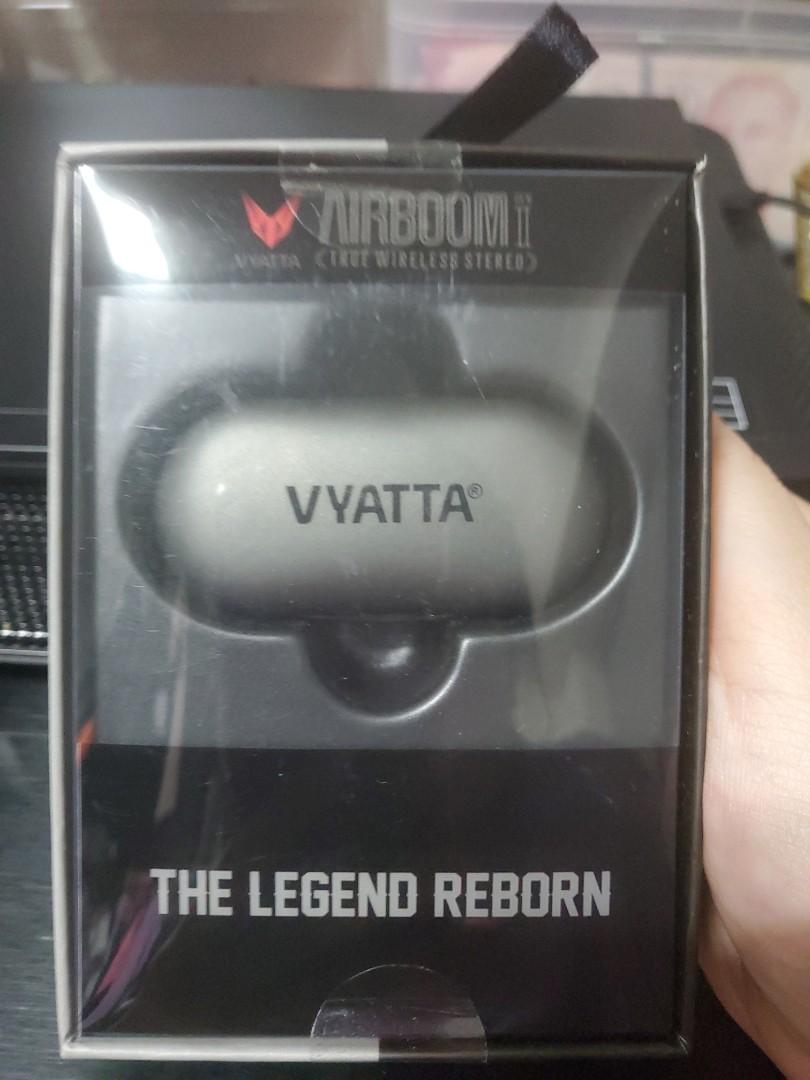 AIRBOOM II
VYATTA
TRUE WIRELESS STEREO
VYATTA®
THE LEGEND REBORN